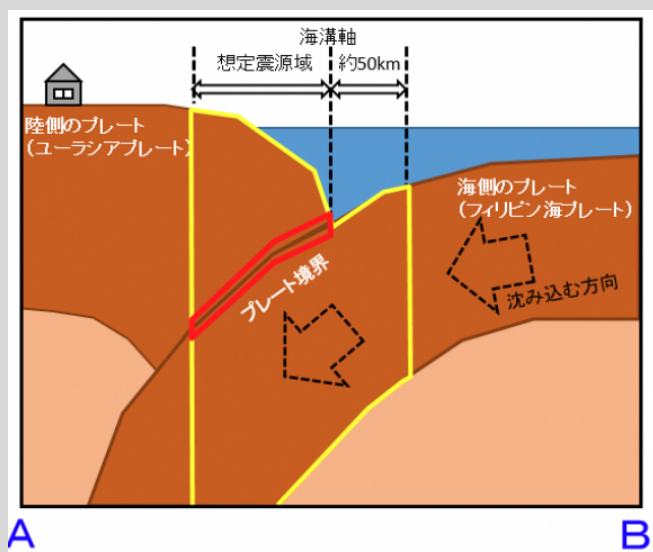 海溝軸
想定震源域
約50km
陸側のプレート
(ユーラシアプレート)
海側のプレート
(フィリピン海プレート)
プレート境界
沈み込む方向
A
B